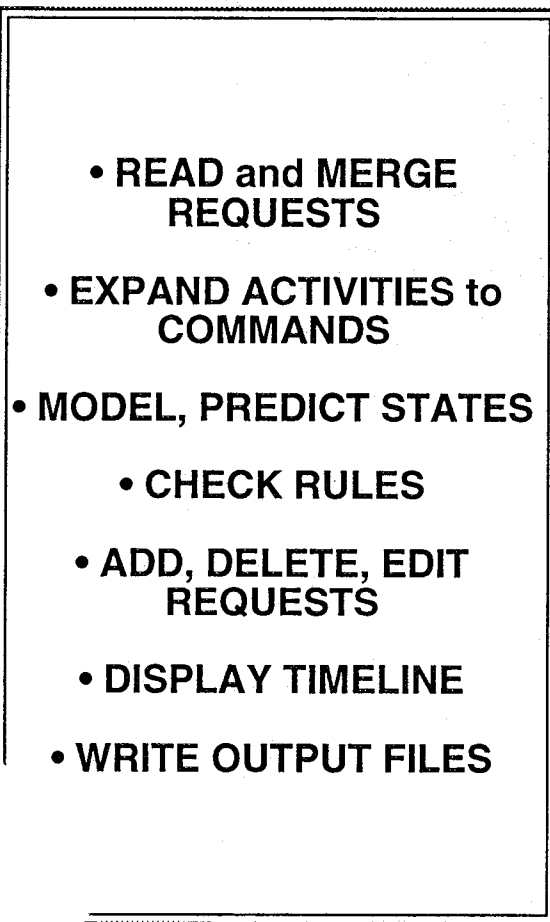 • READ and MERGE
REQUESTS
• EXPAND ACTIVITIES to
COMMANDS
• MODEL, PREDICT STATES
• CHECK RULES
• ADD, DELETE, EDIT
REQUESTS
• DISPLAY TIMELINE
• WRITE OUTPUT FILES